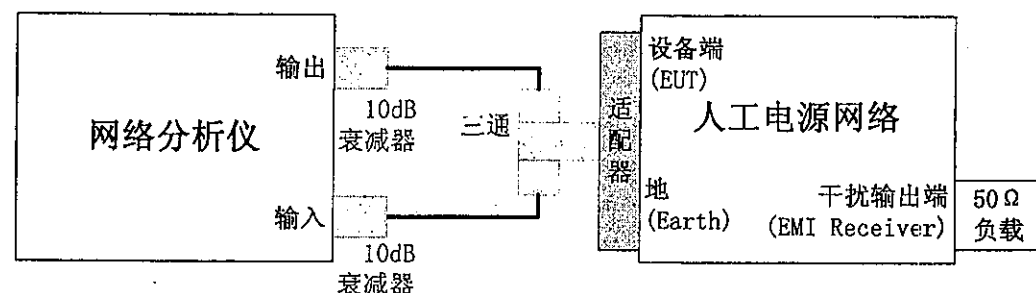 网络分析仪
输出
10dB
衰减器
输入
10dB
衰减器
三通
适配器
设备端
(EUT)
人工电源网络
地
(Earth)
干扰输出端
(EMI Receiver)
50Ω
负载